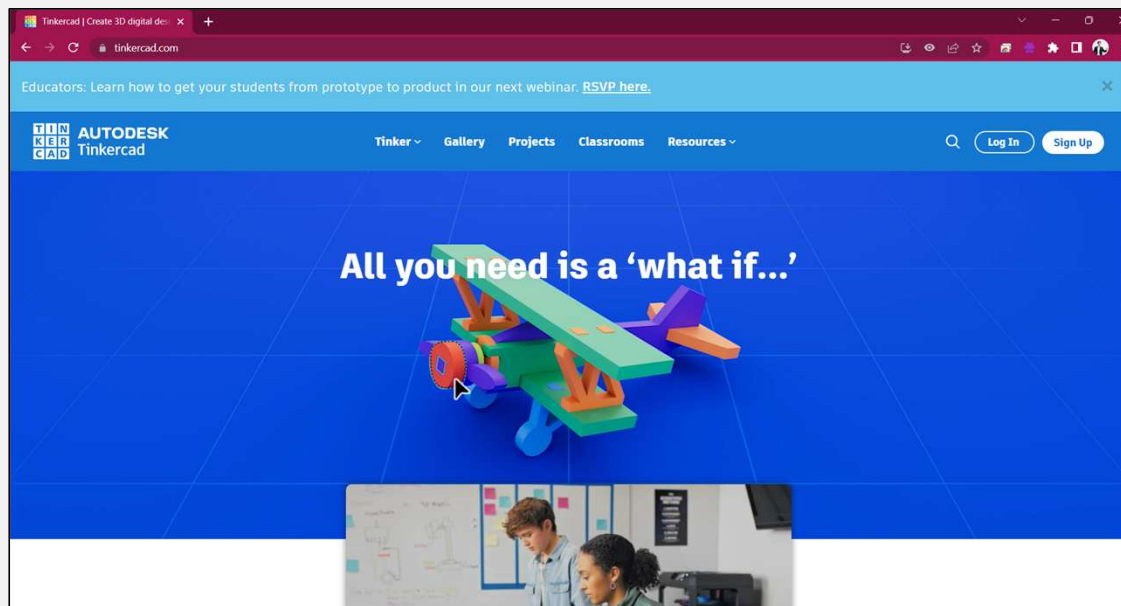 Tinkercad | Create 3D digital des
tinkercad.com
Educators: Learn how to get your students from prototype to product in our next webinar. RSVP here.
TIN
KER
CAD
AUTODESK
Tinkercad
Tinker Gallery Projects Classrooms Resources Log In Sign Up
All you need is a ‘what if...’